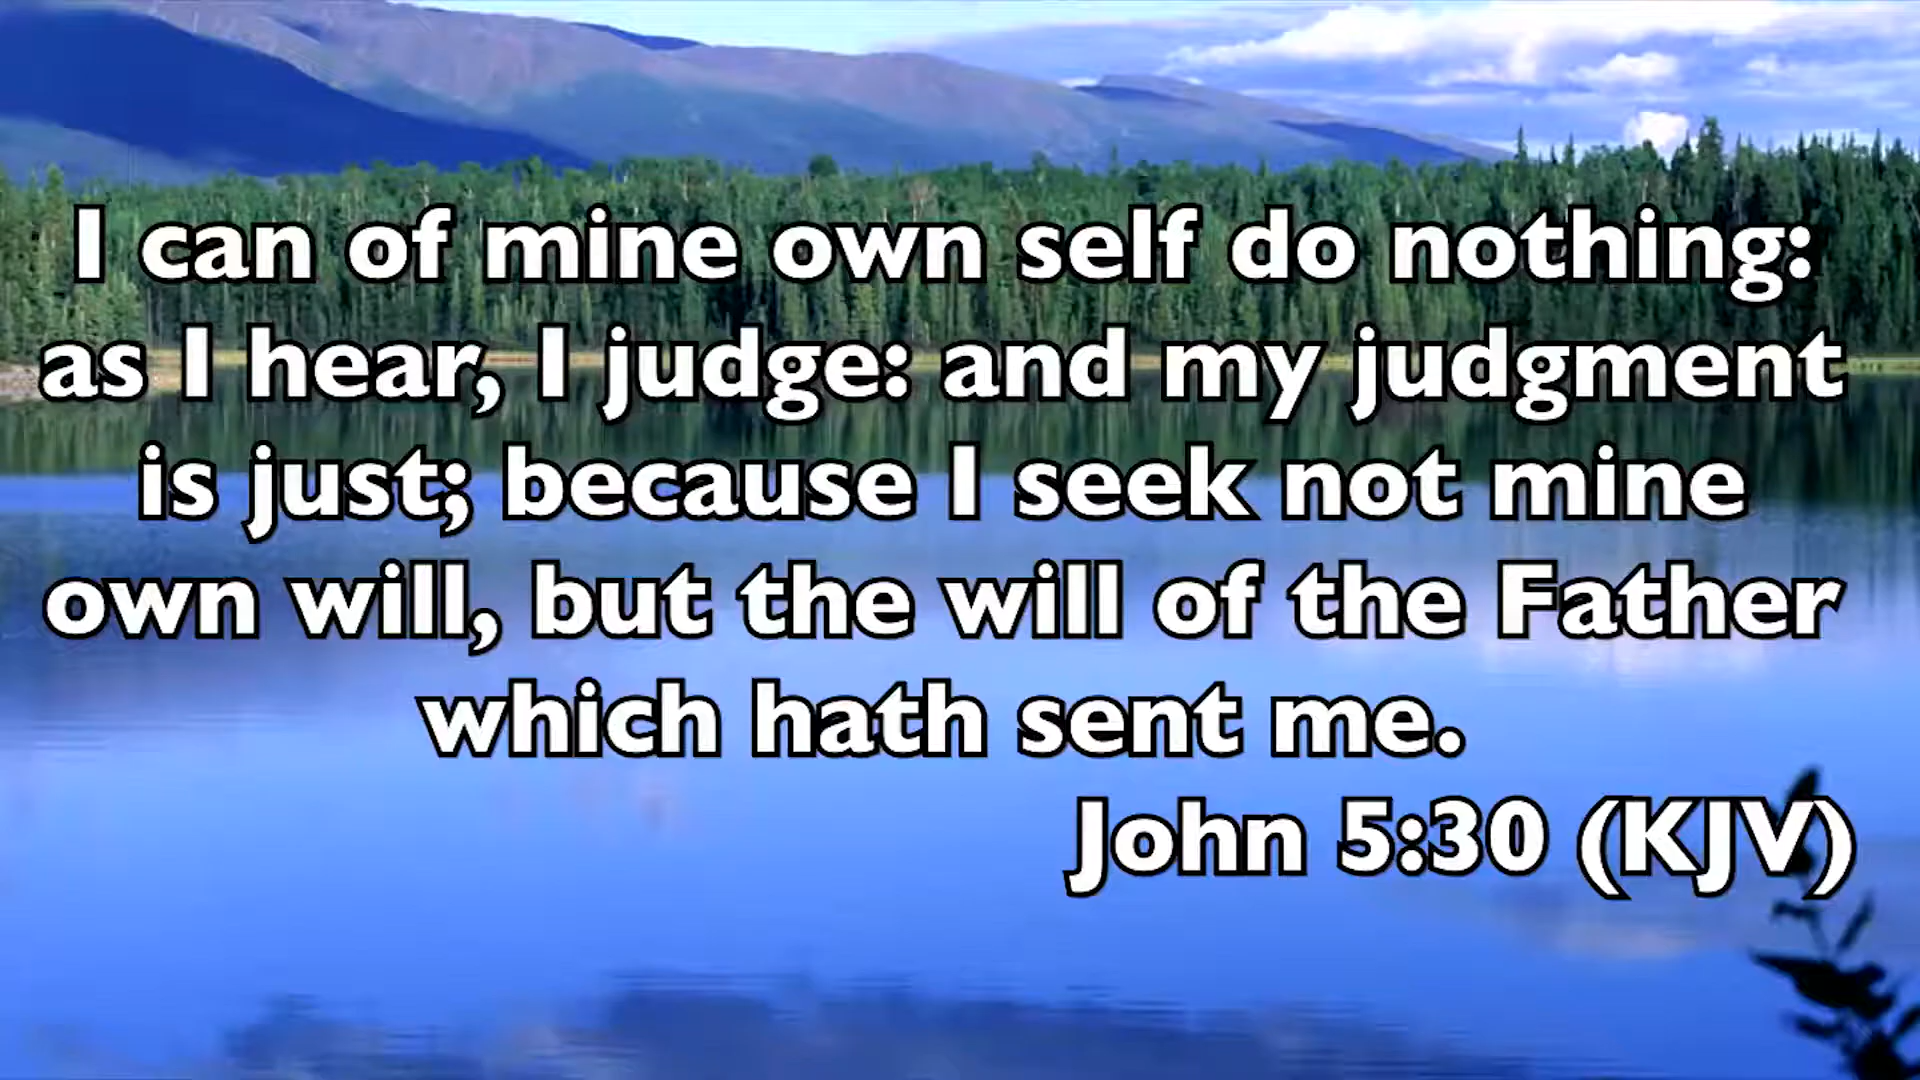 I can of mine own self do nothing:
as I hear, I judge: and my judgment
is just; because I seek not mine
own will, but the will of the Father
which hath sent me.
John 5:30 (KJV)